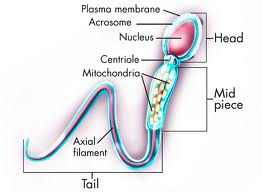 Plasma membrane
Acrosome
Nucleus
Head
Centriole
Mitochondria
Mid
piece
Axial
filament
Tail